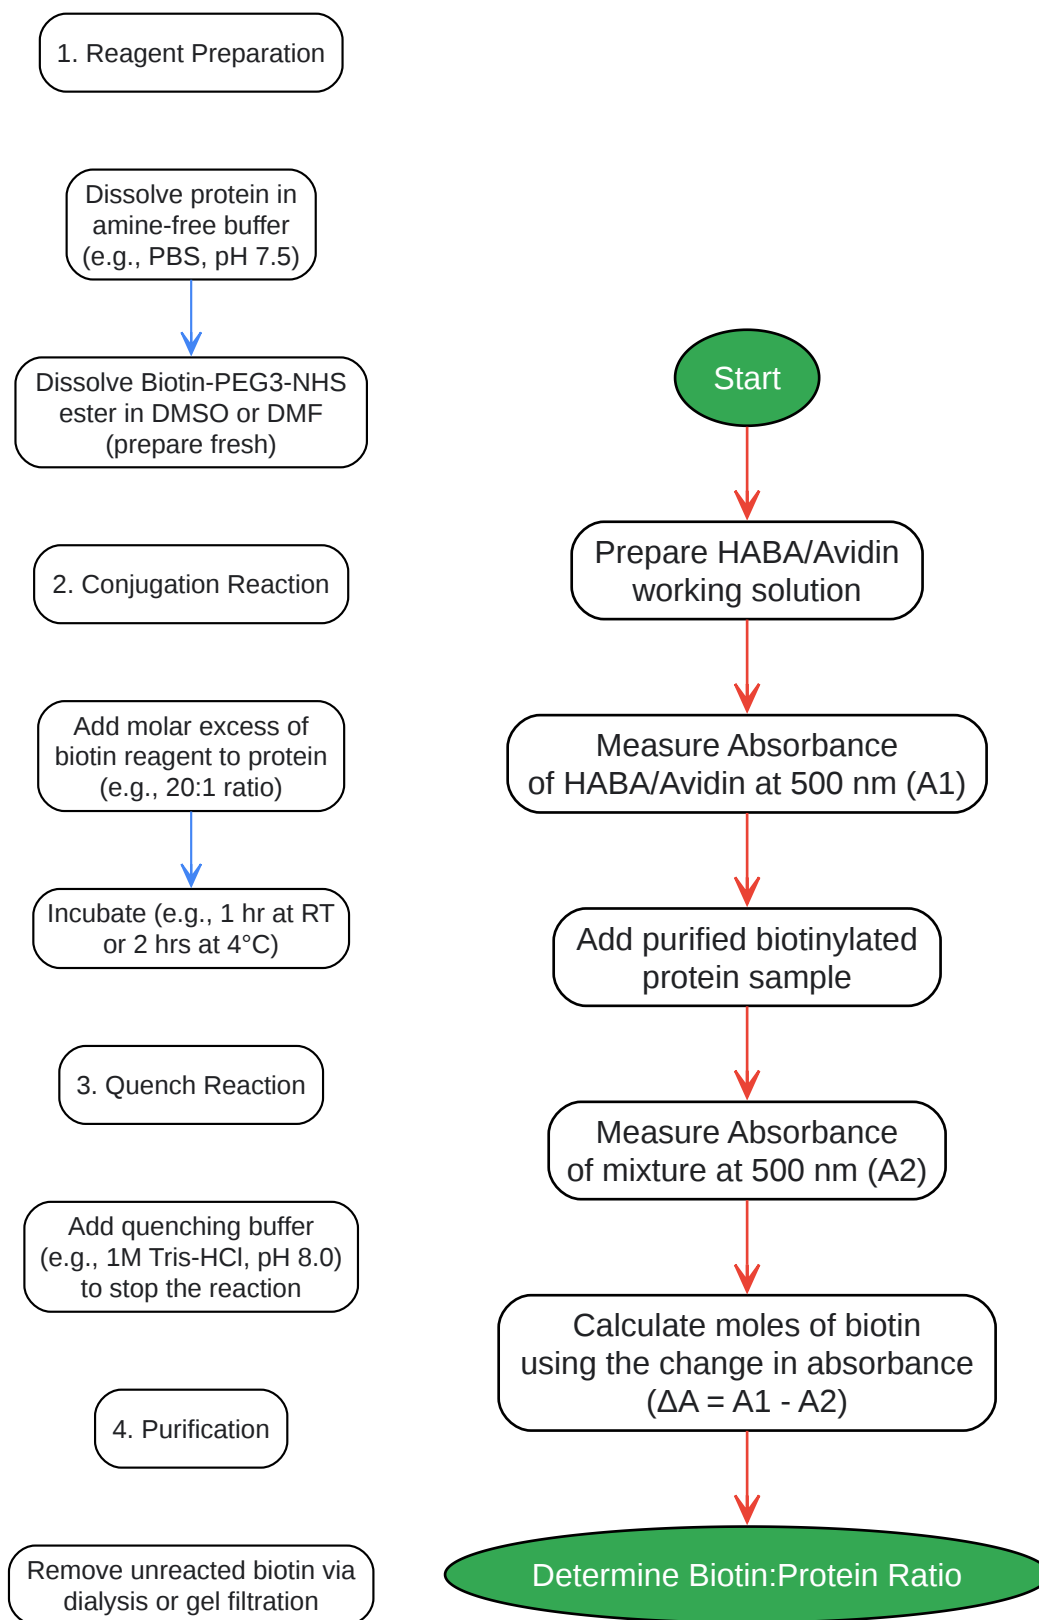 1. Reagent Preparation
Dissolve protein in
amine-free buffer
(e.g., PBS, pH 7.5)
Dissolve Biotin-PEG3-NHS
ester in DMSO or DMF
(prepare fresh)
2. Conjugation Reaction
Add molar excess of
biotin reagent to protein
(e.g., 20:1 ratio)
Incubate (e.g., 1 hr at RT
or 2 hrs at 4°C)
3. Quench Reaction
Add quenching buffer
(e.g., 1M Tris-HCl, pH 8.0)
to stop the reaction
4. Purification
Remove unreacted biotin via
dialysis or gel filtration
Start
Prepare HABA/Avidin
working solution
Measure Absorbance
of HABA/Avidin at 500 nm (A1)
Add purified biotinylated
protein sample
Measure Absorbance
of mixture at 500 nm (A2)
Calculate moles of biotin
using the change in absorbance
(ΔA = A1 - A2)
Determine Biotin:Protein Ratio